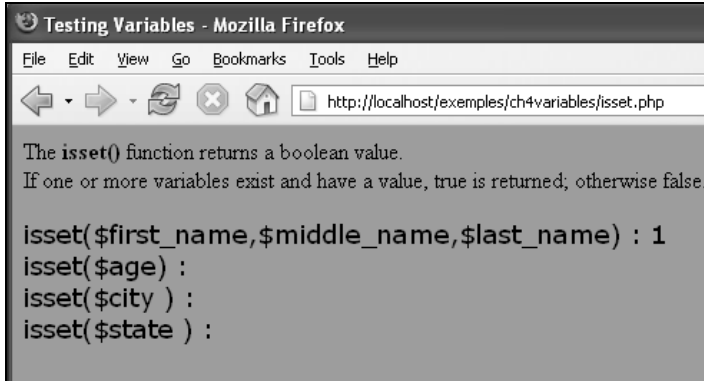 Testing Variables - Mozilla Firefox
File Edit View Go Bookmarks Tools Help
http://localhost/exemples/ch4variables/isset.php
The isset() function returns a boolean value.
If one or more variables exist and have a value, true is returned; otherwise false.
isset($first_name,$middle_name,$last_name) : 1
isset($age) :
isset($city ) :
isset($state ) :